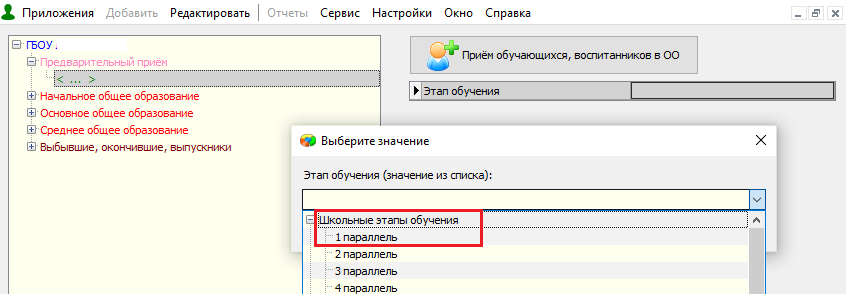 Приложения Добавить Редактировать Отчеты Сервис Настройки Окно Справка
ГБОУ
Предварительный приём
< ... >
Начальное общее образование
Основное общее образование
Среднее общее образование
Выбывшие, окончившие, выпускники
Приём обучающихся, воспитанников в ОО
Этап обучения
Выберите значение
Этап обучения (значение из списка):
Школьные этапы обучения
1 параллель
2 параллель
3 параллель
4 параллель